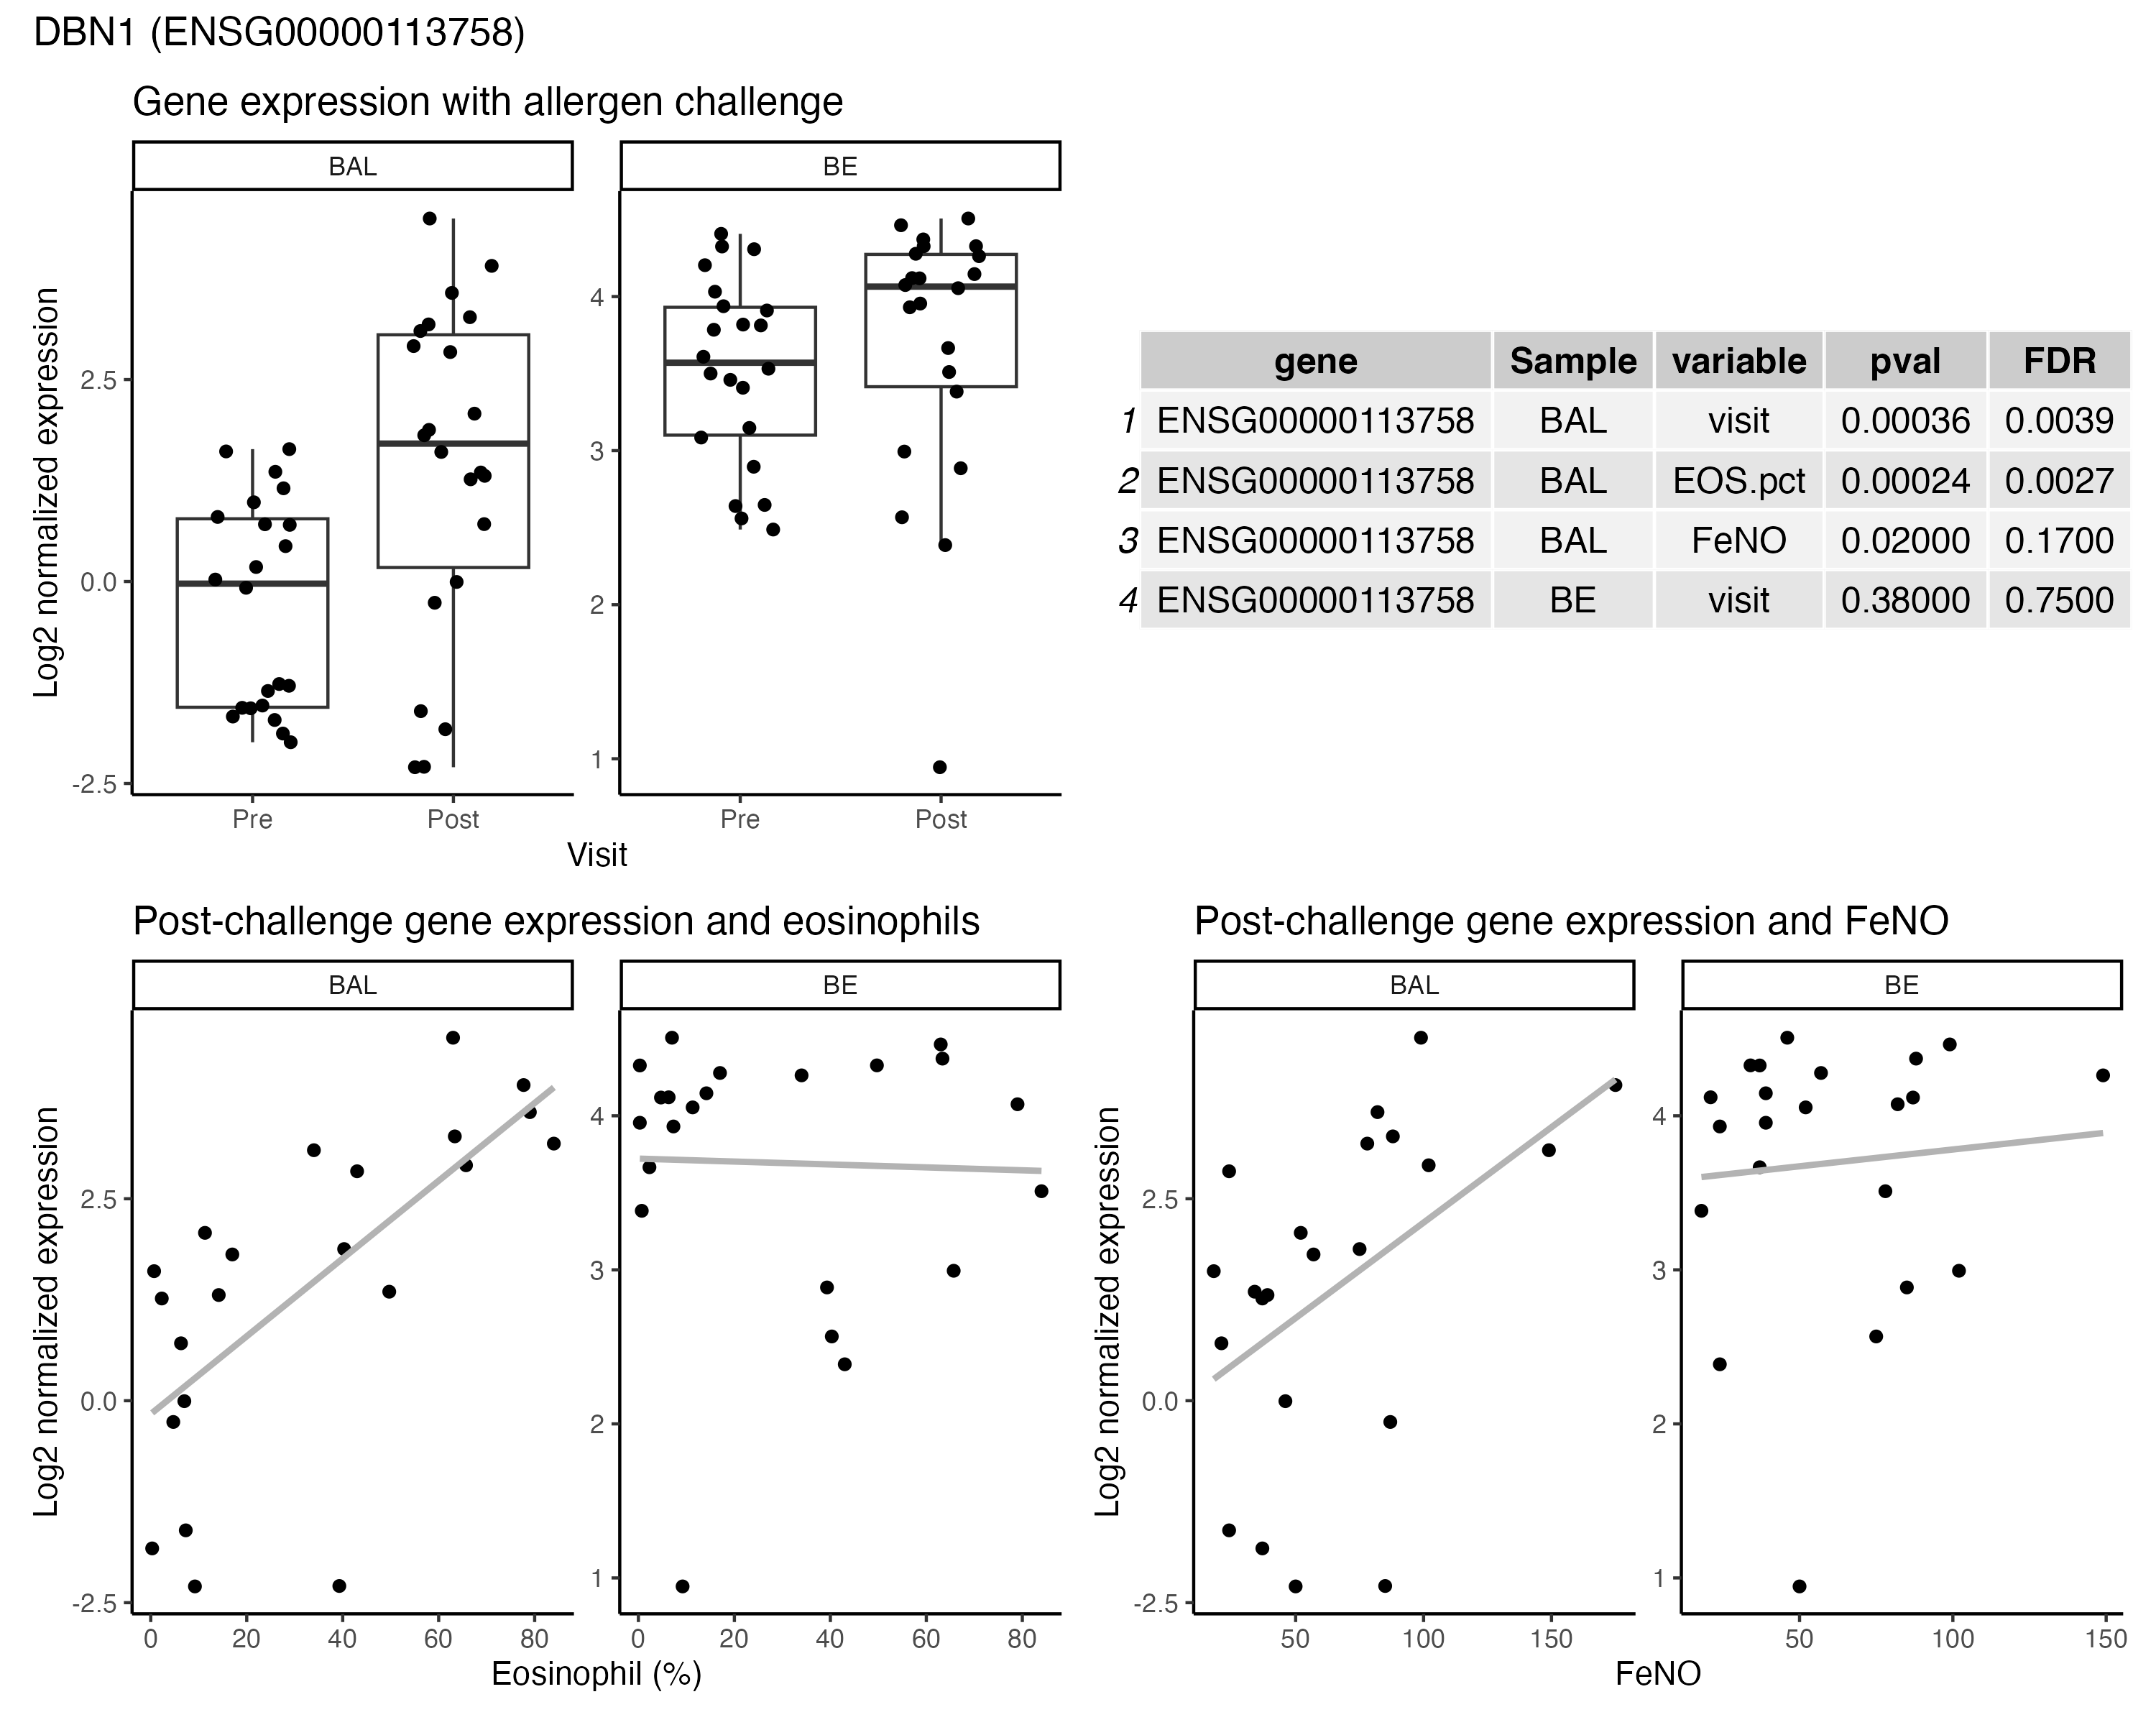 DBN1 (ENSG00000113758)
Gene expression with allergen challenge
BAL
BE
Log2 normalized expression
2.5
0.0
-2.5
4
3
2
1
Pre
Post
Pre
Post
Visit
gene Sample variable pval FDR
1 ENSG00000113758 BAL visit 0.00036 0.0039
2 ENSG00000113758 BAL EOS.pct 0.00024 0.0027
3 ENSG00000113758 BAL FeNO 0.02000 0.1700
4 ENSG00000113758 BE visit 0.38000 0.7500
Post-challenge gene expression and eosinophils
BAL
BE
Log2 normalized expression
2.5
0.0
-2.5
4
3
2
1
0 20 40 60 80
0 20 40 60 80
Eosinophil (%)
Post-challenge gene expression and FeNO
BAL
BE
Log2 normalized expression
2.5
0.0
-2.5
4
3
2
1
50 100 150
50 100 150
FeNO